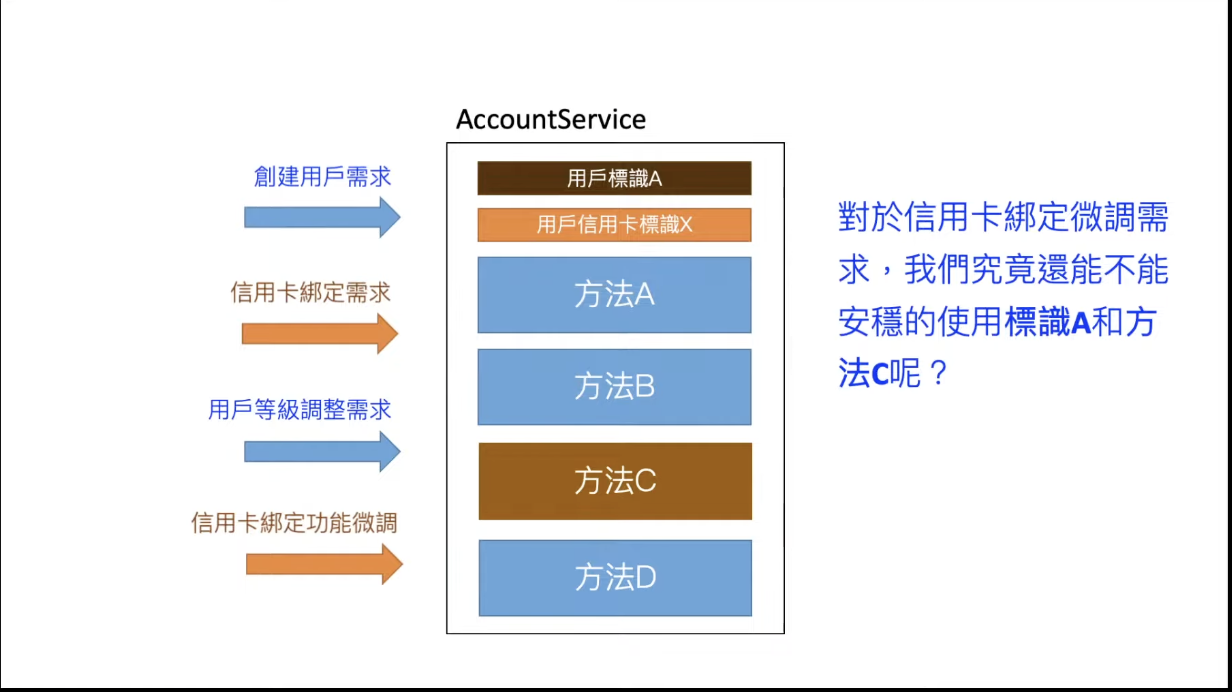 AccountService
創建用戶需求
信用卡綁定需求
用戶等級調整需求
信用卡綁定功能微調
用戶標識A
用戶信用卡標識X
方法A
方法B
方法C
方法D
對於信用卡綁定微調需
求，我們究竟還能不能
安穩的使用標識A和方
法C呢？